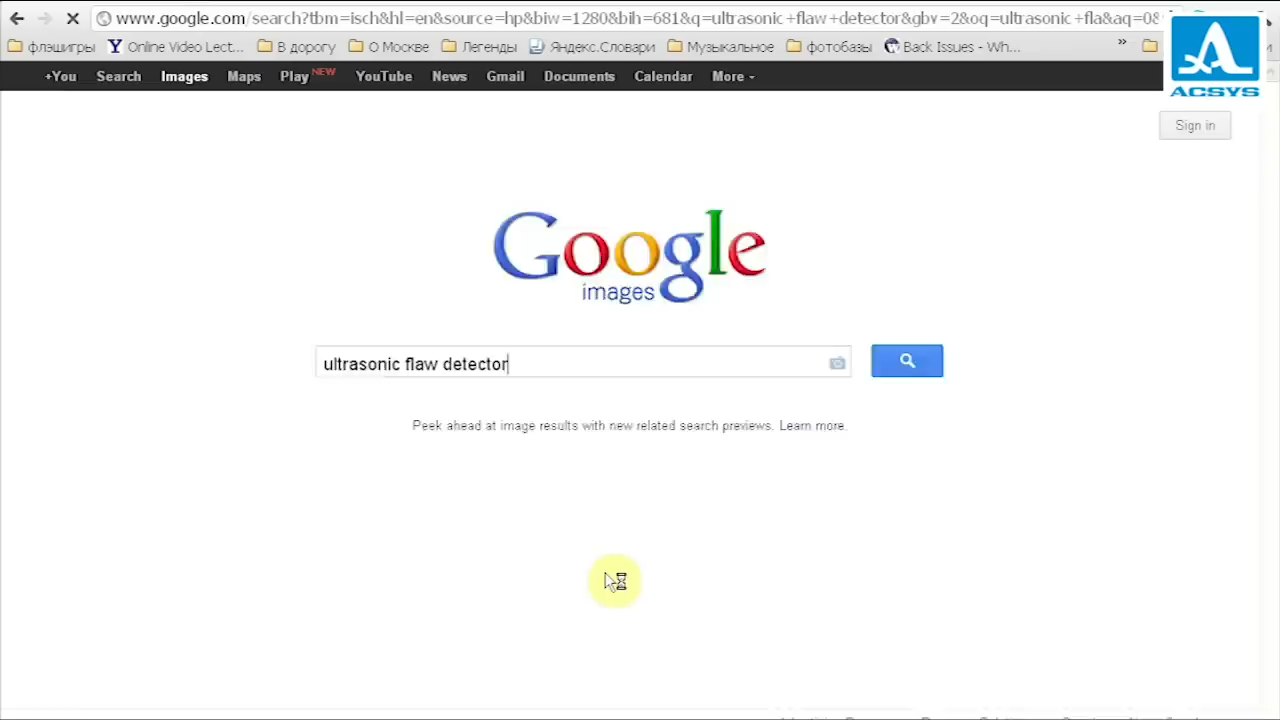 www.google.com/search?tbm=isch&hl=en&source=hp&biw=1280&bih=681&q=ultrasonic+flaw+detector&gbv=2&oq=ultrasonic+fla&aq=0&
флэшигры Online Video Lect... В дорогу О Москве Легенды Яндекс.Словари Музыкальное фотобазы Back Issues - Wh... »
ACSYS
+You Search Images Maps Play NEW YouTube News Gmail Documents Calendar More
Sign in
Google
images
ultrasonic flaw detector
Peek ahead at image results with new related search previews. Learn more.